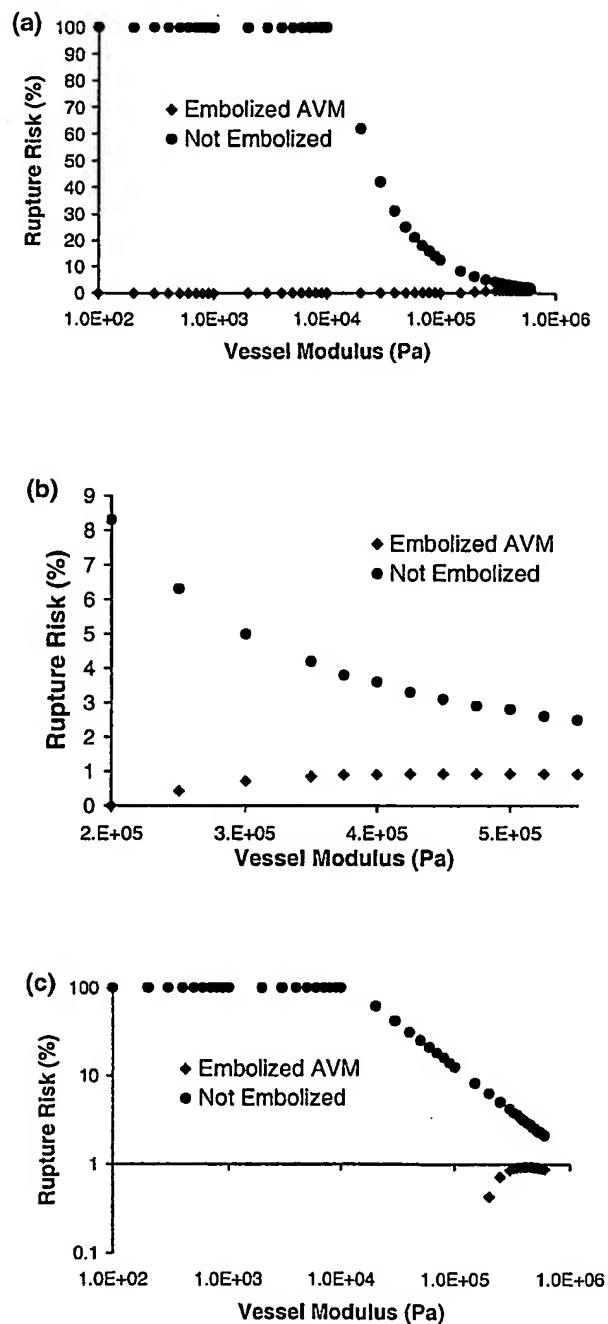 (a)
100
90
80
70
60
50
40
30
20
10
0
Rupture Risk (%)
Embolized AVM
Not Embolized
1.0E+02 1.0E+03 1.0E+04 1.0E+05 1.0E+06
Vessel Modulus (Pa)
(b)
9
8
7
6
5
4
3
2
1
0
Rupture Risk (%)
Embolized AVM
Not Embolized
2.E+05 3.E+05 4.E+05 5.E+05
Vessel Modulus (Pa)
(c)
100
10
1
0.1
Rupture Risk (%)
Embolized AVM
Not Embolized
1.0E+02 1.0E+03 1.0E+04 1.0E+05 1.0E+06
Vessel Modulus (Pa)